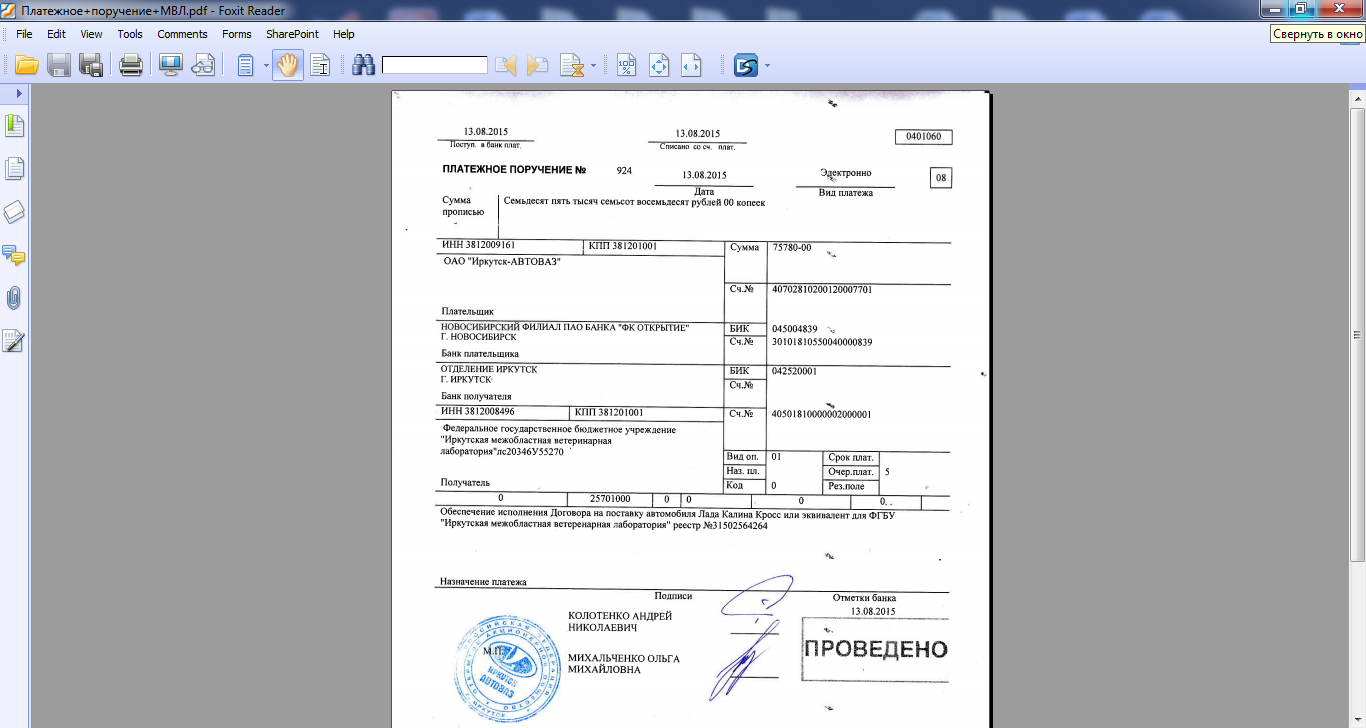 Платежное+поручение+МВЛ.pdf - Foxit Reader
File Edit View Tools Comments Forms SharePoint Help
Свернуть в окно
13.08.2015 13.08.2015 0401060
Поступ. в банк плат. Списано со сч. плат.
ПЛАТЕЖНОЕ ПОРУЧЕНИЕ № 924 13.08.2015 Электронно 08
Дата Вид платежа
Сумма Семьдесят пять тысяч семьсот восемьдесят рублей 00 копеек
прописью
ИНН 3812009161 КПП 381201001 Сумма 75780-00
ОАО "Иркутск-АВТОВАЗ"
Сч.№ 40702810200120007701
Плательщик
НОВОСИБИРСКИЙ ФИЛИАЛ ПАО БАНКА "ФК ОТКРЫТИЕ" БИК 045004839
Г. НОВОСИБИРСК Сч.№ 30101810550040000839
Банк плательщика
ОТДЕЛЕНИЕ ИРКУТСК БИК 042520001
Г. ИРКУТСК Сч.№
Банк получателя
ИНН 3812008496 КПП 381201001 Сч.№ 40501810000002000001
Федеральное государственное бюджетное учреждение
"Иркутская межобластная ветеринарная
лаборатория"лс20346У55270
Вид оп. 01 Срок плат.
Наз. пл. Очер.плат. 5
Получатель Код 0 Рез.поле
0 25701000 0 0 0 0
Обеспечение исполнения Договора на поставку автомобиля Лада Калина Кросс или эквивалент для ФГБУ
"Иркутская межобластная ветеренарная лаборатория" реестр №31502564264
Назначение платежа
Подписи Отметки банка
13.08.2015
КОЛОТЕНКО АНДРЕЙ
НИКОЛАЕВИЧ
ПРОВЕДЕНО
М.П.
МИХАЛЬЧЕНКО ОЛЬГА
МИХАЙЛОВНА
ИРКУТСК
АВТОВАЗ